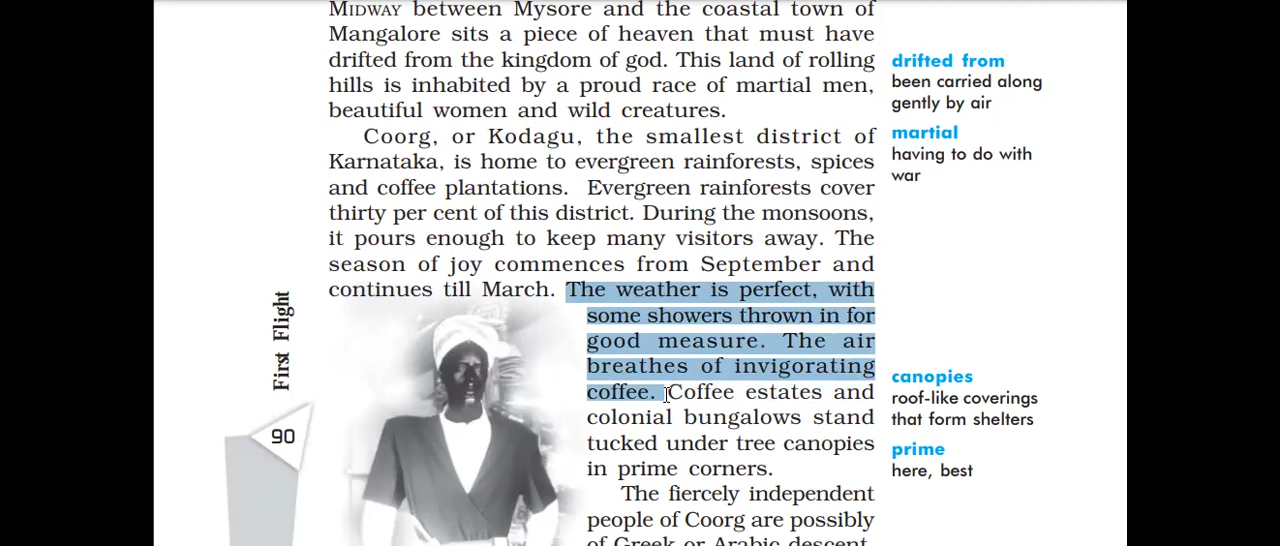 MIDWAY between Mysore and the coastal town of
Mangalore sits a piece of heaven that must have
drifted from the kingdom of god. This land of rolling
hills is inhabited by a proud race of martial men,
beautiful women and wild creatures.
Coorg, or Kodagu, the smallest district of
Karnataka, is home to evergreen rainforests, spices
and coffee plantations. Evergreen rainforests cover
thirty per cent of this district. During the monsoons,
it pours enough to keep many visitors away. The
season of joy commences from September and
continues till March. The weather is perfect, with
some showers thrown in for
good measure. The air
breathes of invigorating
coffee. Coffee estates and
colonial bungalows stand
tucked under tree canopies
in prime corners.
The fiercely independent
people of Coorg are possibly
of Greek or Arabic descent.
drifted from
been carried along
gently by air
martial
having to do with
war
canopies
roof-like coverings
that form shelters
prime
here, best
First Flight
90